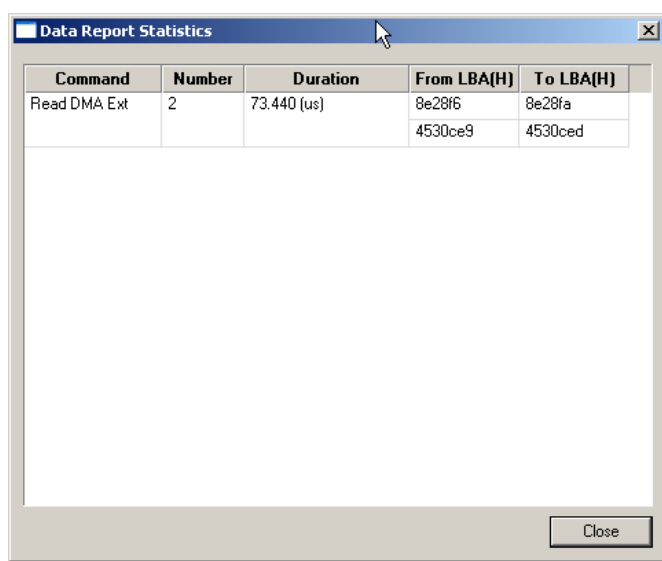 Data Report Statistics
Command Number Duration From LBA(H) To LBA(H)
Read DMA Ext 2 73.440 (us) 8e28f6 8e28fa
4530ce9 4530ced
Close